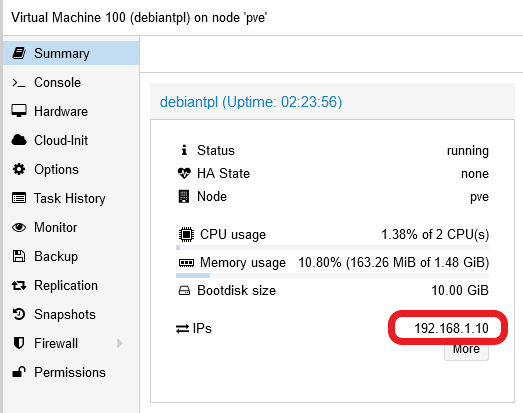 Virtual Machine 100 (debiantpl) on node 'pve'
Summary
Console
Hardware
Cloud-Init
Options
Task History
Monitor
Backup
Replication
Snapshots
Firewall
Permissions
debiantpl (Uptime: 02:23:56)
Status running
HA State none
Node pve
CPU usage 1.38% of 2 CPU(s)
Memory usage 10.80% (163.26 MiB of 1.48 GiB)
Bootdisk size 10.00 GiB
IPs 192.168.1.10
More